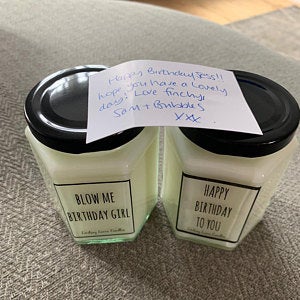 Happy Birthday Jess!!
hope you have a lovely
day! Love Finchy,
Sam + Bubbles
xxx
BLOW ME
BIRTHDAY GIRL
HAPPY
BIRTHDAY
TO YOU